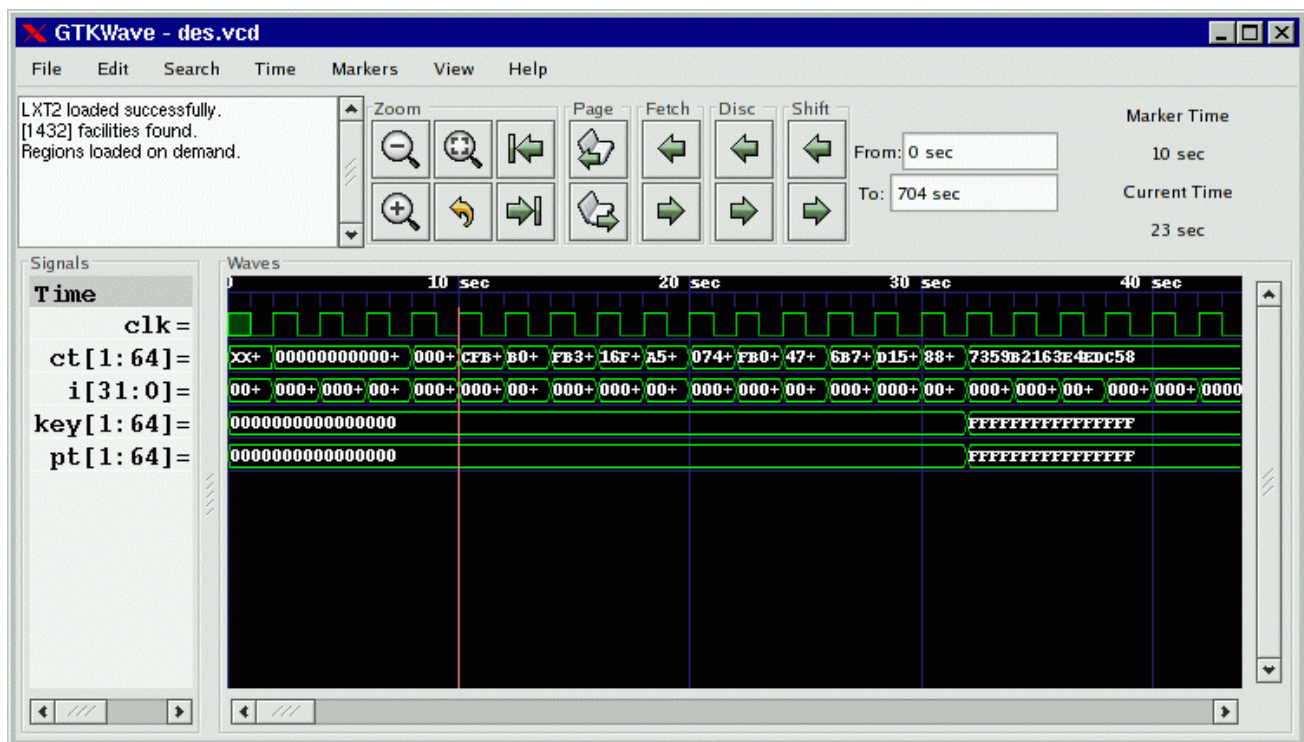 GTKWave - des.vcd
File Edit Search Time Markers View Help
LXT2 loaded successfully.
[1432] facilities found.
Regions loaded on demand.
Zoom Page Fetch Disc Shift
From: 0 sec
To: 704 sec
Marker Time
10 sec
Current Time
23 sec
Signals
Waves
Time
0 10 sec 20 sec 30 sec 40 sec
clk=
ct[1:64]= XX+ 00000000000+ 000+ CFB+ B0+ FB3+ 16F+ A5+ 074+ FB0+ 47+ 6B7+ D15+ 88+ 7359B2163E4EDC58
i[31:0]= 00+ 000+ 000+ 00+ 000+ 000+ 00+ 000+ 000+ 00+ 000+ 000+ 00+ 000+ 000+ 00+ 000+ 000+ 00+ 000+ 000+ 0000
key[1:64]= 0000000000000000 FFFFFFFFFFFFFFFF
pt[1:64]= 0000000000000000 FFFFFFFFFFFFFFFF